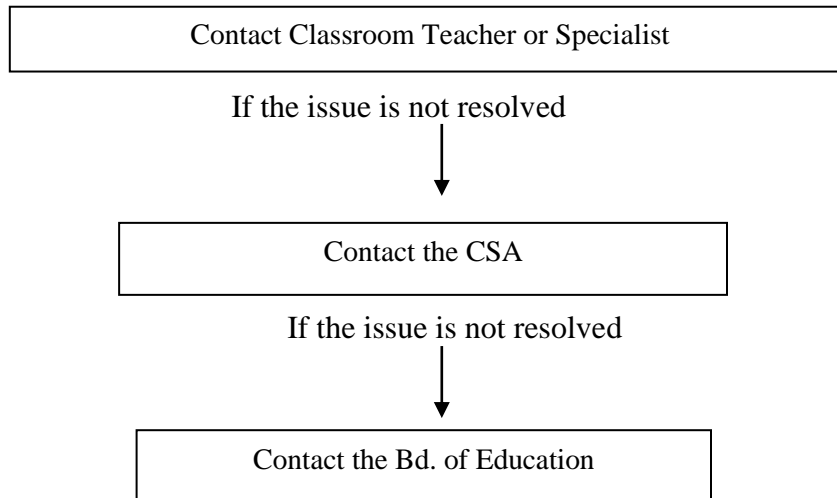 Contact Classroom Teacher or Specialist
If the issue is not resolved
Contact the CSA
If the issue is not resolved
Contact the Bd. of Education